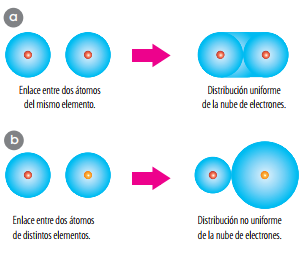 a
Enlace entre dos átomos
del mismo elemento.
Distribución uniforme
de la nube de electrones.
b
Enlace entre dos átomos
de distintos elementos.
Distribución no uniforme
de la nube de electrones.